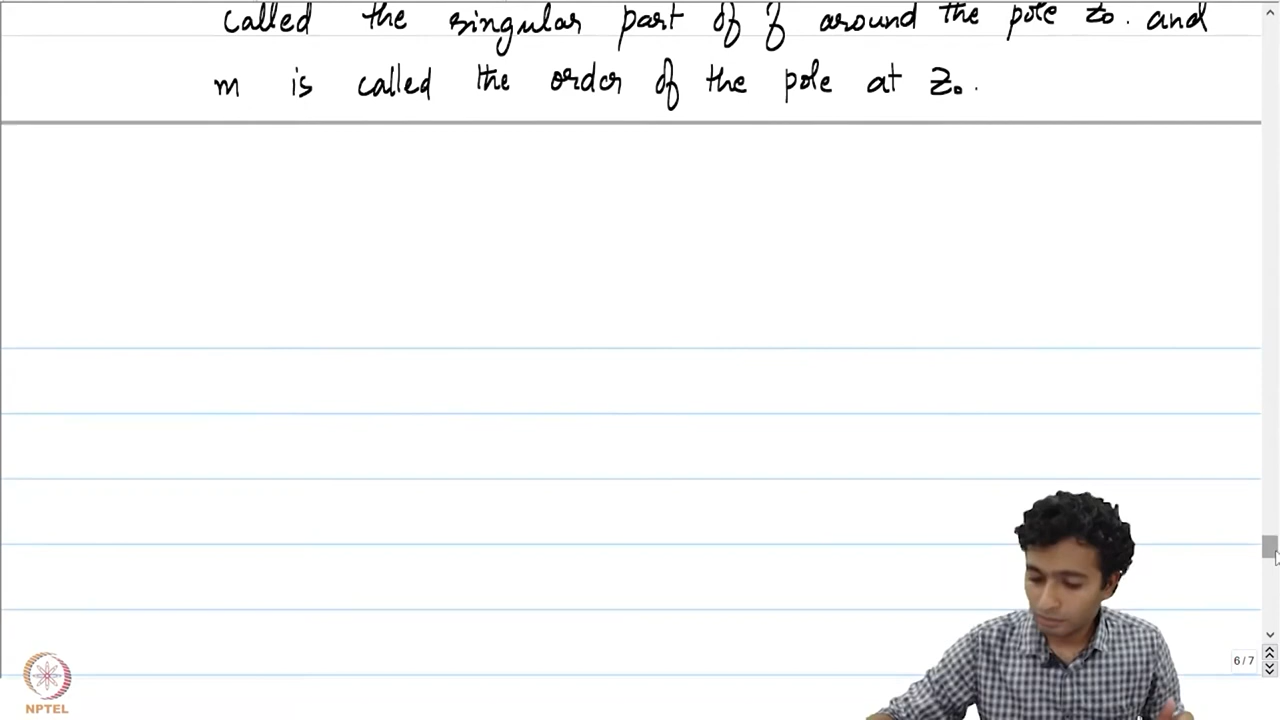 called the singular part of f around the pole z₀. and
m is called the order of the pole at z₀.
6 / 7
NPTEL